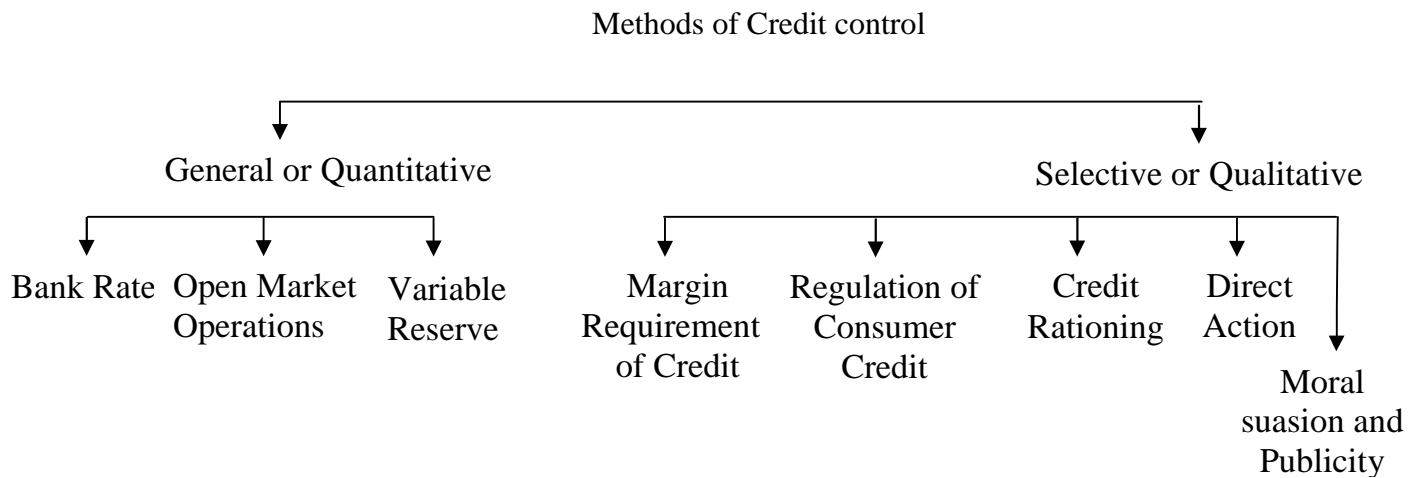 Methods of Credit control
General or Quantitative
Selective or Qualitative
Bank Rate
Open Market
Operations
Variable
Reserve
Margin
Requirement
of Credit
Regulation of
Consumer
Credit
Credit
Rationing
Direct
Action
Moral
suasion and
Publicity